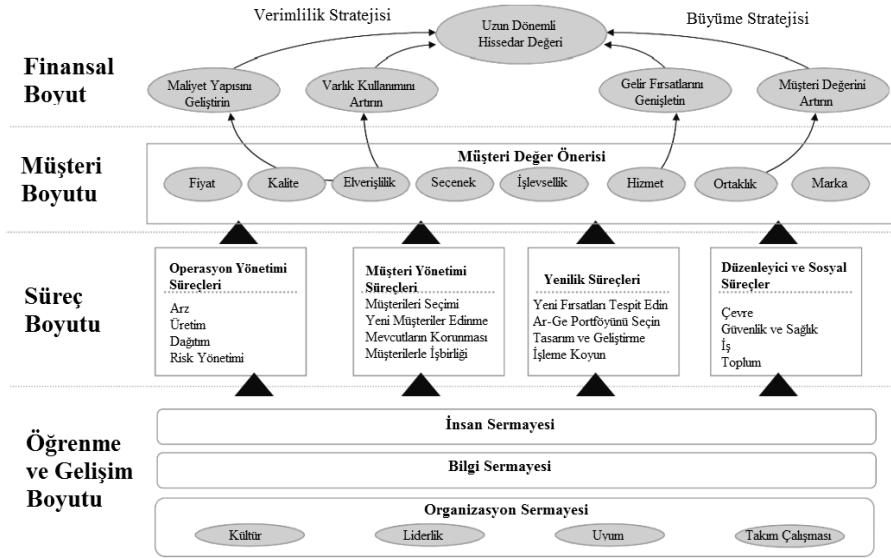 Verimlilik Stratejisi
Uzun Dönemli
Hissedar Değeri
Büyüme Stratejisi
Finansal
Boyut
Maliyet Yapısını
Geliştirin
Varlık Kullanımını
Artırın
Gelir Fırsatlarını
Genişletin
Müşteri Değerini
Artırın
Müşteri
Boyutu
Müşteri Değer Önerisi
Fiyat
Kalite
Elverişlilik
Seçenek
İşlevsellik
Hizmet
Ortaklık
Marka
Süreç
Boyutu
Operasyon Yönetimi
Süreçleri
Arz
Üretim
Dağıtım
Risk Yönetimi
Müşteri Yönetimi
Süreçleri
Müşterileri Seçimi
Yeni Müşteriler Edinme
Mevcutların Korunması
Müşterilerle İşbirliği
Yenilik Süreçleri
Yeni Fırsatları Tespit Edin
Ar-Ge Portföyünü Seçin
Tasarım ve Geliştirme
İşleme Koyun
Düzenleyici ve Sosyal
Süreçler
Çevre
Güvenlik ve Sağlık
İş
Toplum
Öğrenme
ve Gelişim
Boyutu
İnsan Sermayesi
Bilgi Sermayesi
Organizasyon Sermayesi
Kültür
Liderlik
Uyum
Takım Çalışması